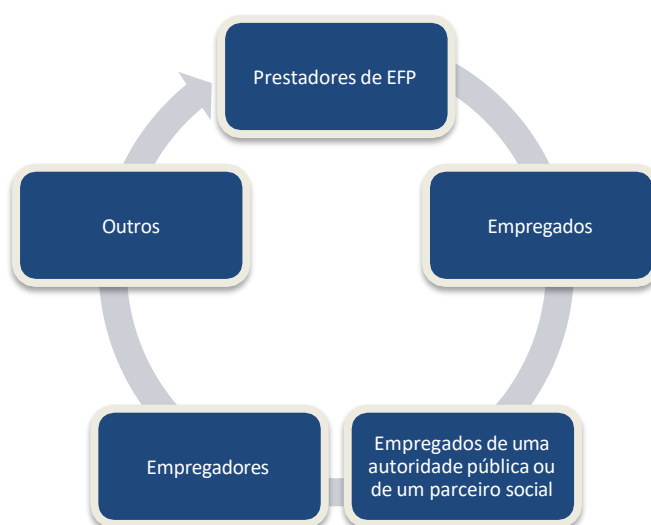 Prestadores de EFP
Empregados
Empregados de uma
autoridade pública ou
de um parceiro social
Empregadores
Outros